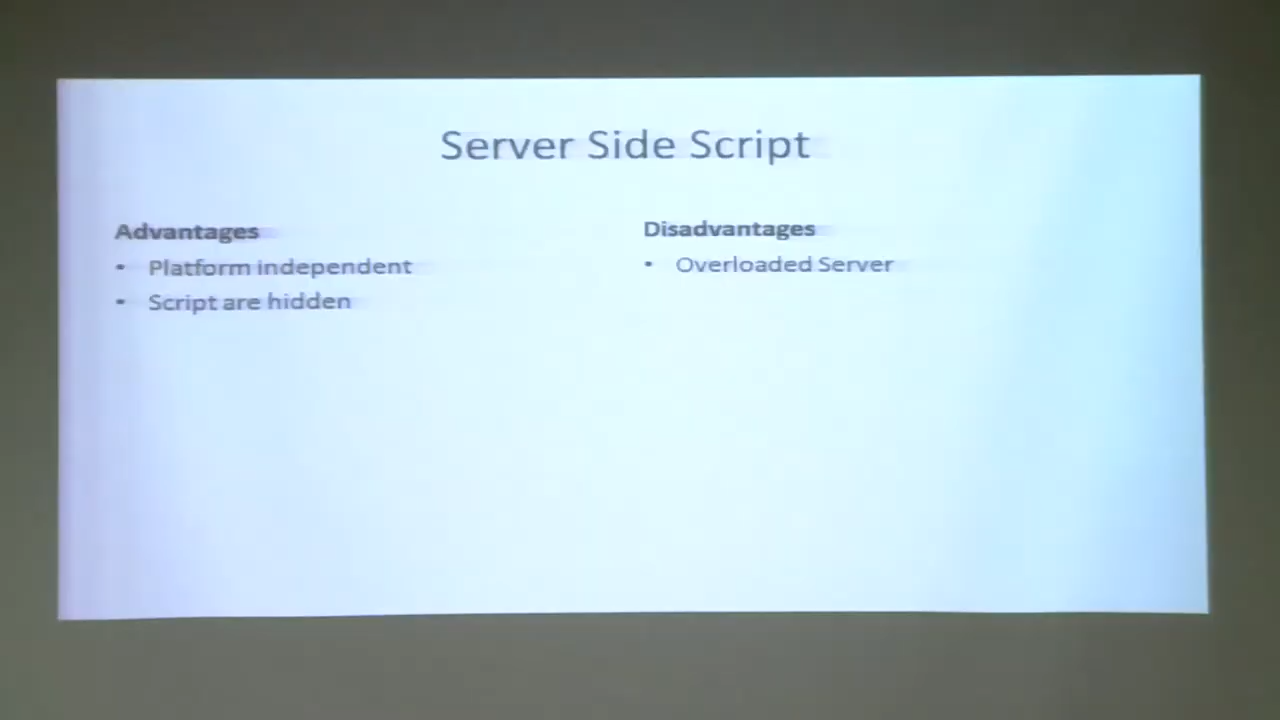 Server Side Script
Advantages
• Platform independent
• Script are hidden
Disadvantages
• Overloaded Server